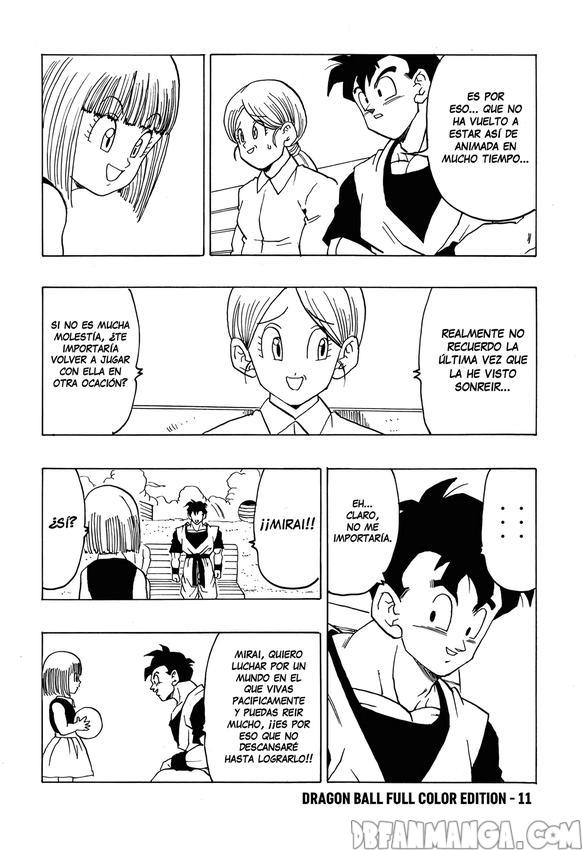 ES POR
ESO... QUE NO
HA VUELTO A
ESTAR ASÍ DE
ANIMADA EN
MUCHO TIEMPO...
SI NO ES MUCHA
MOLESTÍA, ¿TE
IMPORTARÍA
VOLVER A JUGAR
CON ELLA EN
OTRA OCACIÓN?
REALMENTE NO
RECUERDO LA
ÚLTIMA VEZ QUE
LA HE VISTO
SONREIR...
¿SÍ?
¡¡MIRAI!!
EH...
CLARO,
NO ME
IMPORTARÍA.
MIRAI, QUIERO
LUCHAR POR UN
MUNDO EN EL
EL QUE VIVAS
PACIFICAMENTE
Y PUEDAS REIR
MUCHO, ¡¡ES POR
ESO QUE NO
DESCANSARÉ
HASTA LOGRARLO!!
DRAGON BALL FULL COLOR EDITION - 11
DBFANMANGA.COM